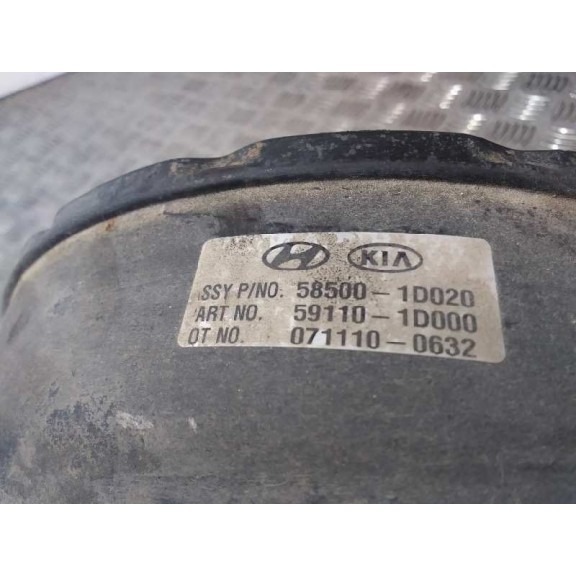 KIA
SSY P/NO. 58500-1D020
ART NO. 59110-1D000
OT NO. 071110-0632